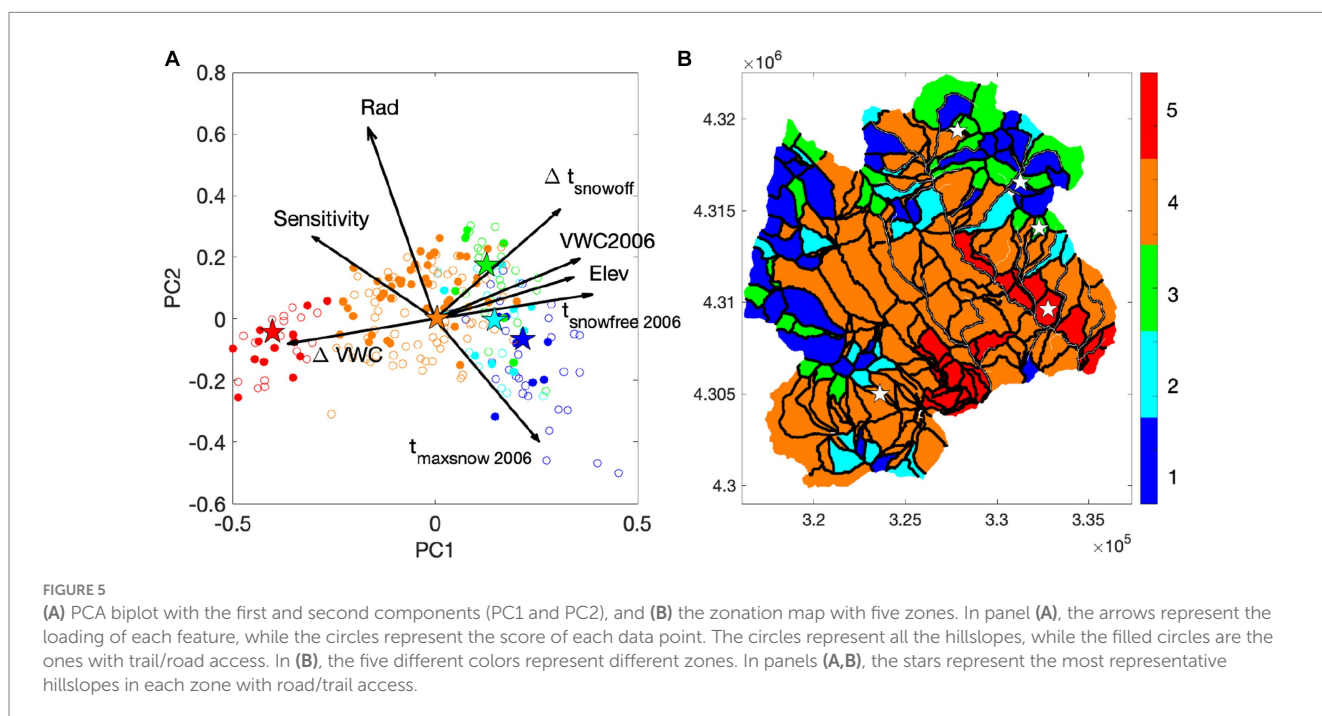 A
0.8
0.6
0.4
0.2
0
-0.2
-0.4
-0.6
PC2
-0.5
0
0.5
PC1
Rad
Δ t snowoff
Sensitivity
VWC2006
Elev
t snowfree 2006
Δ VWC
t maxsnow 2006
B
×10⁶
4.32
4.315
4.31
4.305
4.3
3.2
3.25
3.3
3.35
×10⁵
5
4
3
2
1
FIGURE 5
(A) PCA biplot with the first and second components (PC1 and PC2), and (B) the zonation map with five zones. In panel (A), the arrows represent the
loading of each feature, while the circles represent the score of each data point. The circles represent all the hillslopes, while the filled circles are the
ones with trail/road access. In (B), the five different colors represent different zones. In panels (A,B), the stars represent the most representative
hillslopes in each zone with road/trail access.